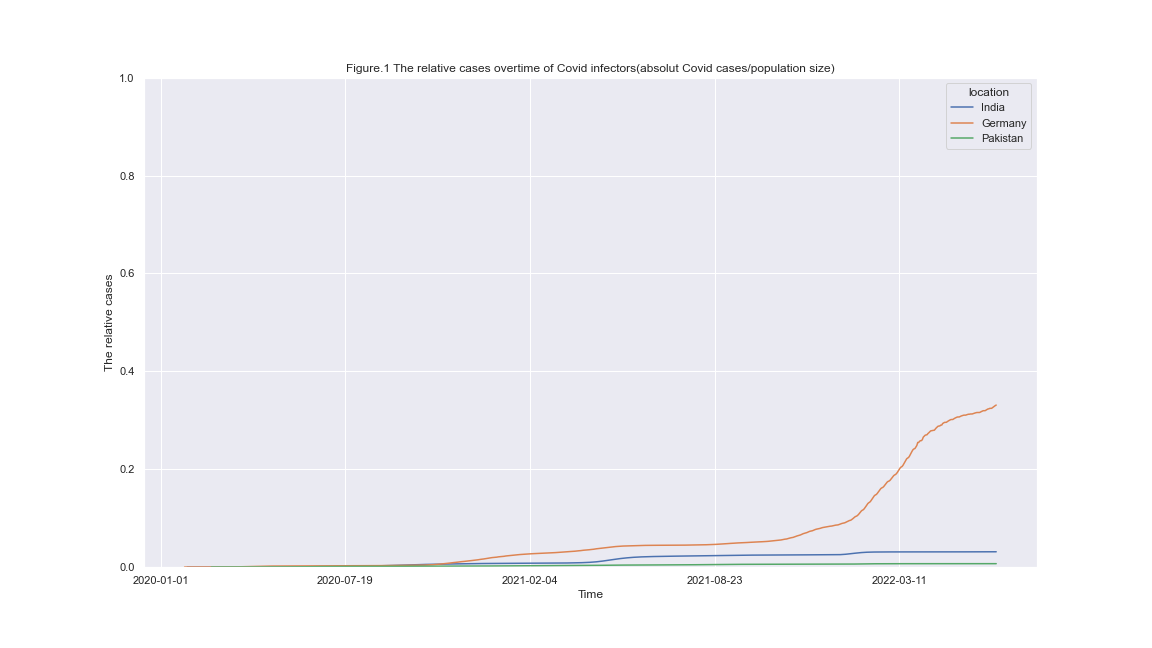 Figure.1 The relative cases overtime of Covid infectors(absolut Covid cases/population size)
1.0
location
India
Germany
Pakistan
0.8
0.6
The relative cases
0.4
0.2
0.0
2020-01-01 2020-07-19 2021-02-04 2021-08-23 2022-03-11
Time